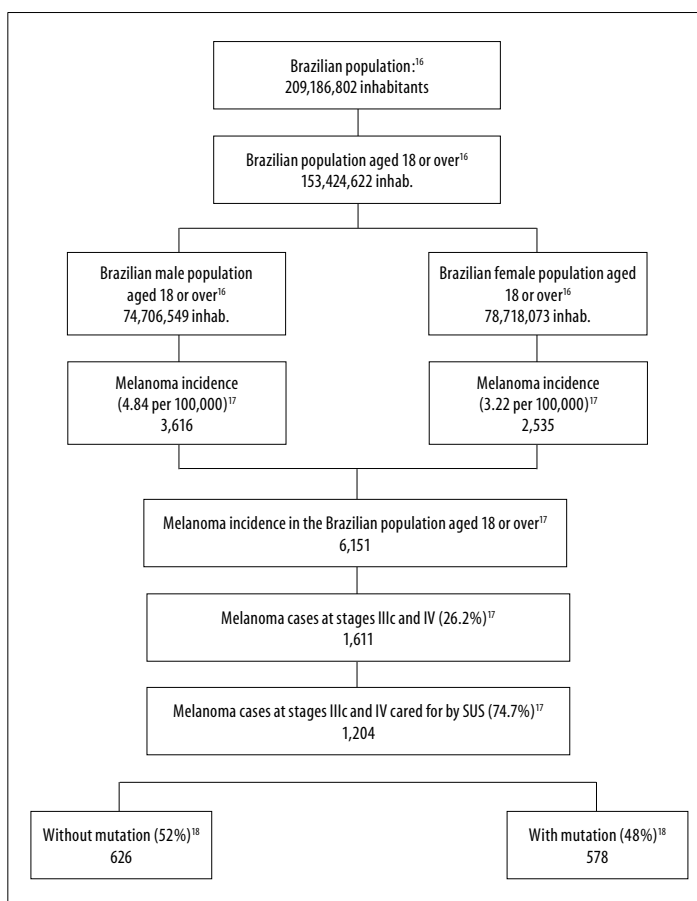 Brazilian population:¹⁶
209,186,802 inhabitants
Brazilian population aged 18 or over¹⁶
153,424,622 inhab.
Brazilian male population
aged 18 or over¹⁶
74,706,549 inhab.
Brazilian female population aged
18 or over¹⁶
78,718,073 inhab.
Melanoma incidence
(4.84 per 100,000)¹⁷
3,616
Melanoma incidence
(3.22 per 100,000)¹⁷
2,535
Melanoma incidence in the Brazilian population aged 18 or over¹⁷
6,151
Melanoma cases at stages IIIc and IV (26.2%)¹⁷
1,611
Melanoma cases at stages IIIc and IV cared for by SUS (74.7%)¹⁷
1,204
Without mutation (52%)¹⁸
626
With mutation (48%)¹⁸
578